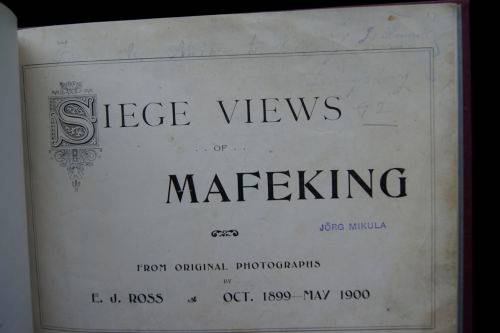 SIEGE VIEWS
..OF..
MAFEKING
JÖRG MIKULA
FROM ORIGINAL PHOTOGRAPHS
BY
E. J. ROSS OCT. 1899—MAY 1900